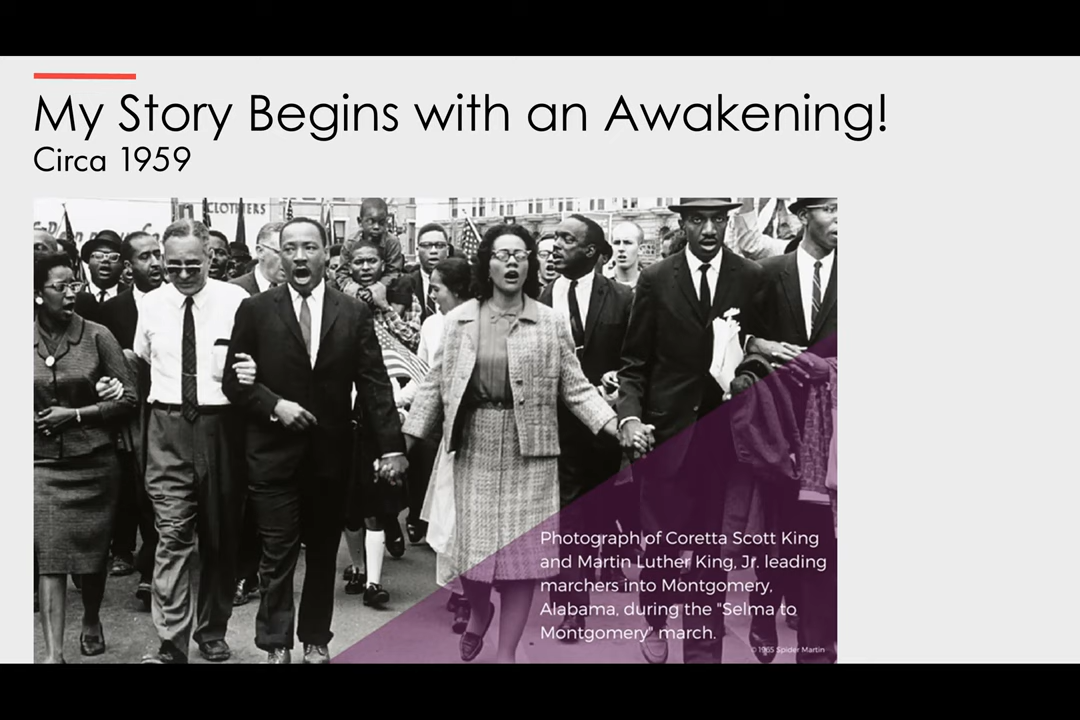 My Story Begins with an Awakening!
Circa 1959
CLOTHIERS
Photograph of Coretta Scott King
and Martin Luther King, Jr. leading
marchers into Montgomery,
Alabama, during the "Selma to
Montgomery" march.
© 1965 Spider Martin